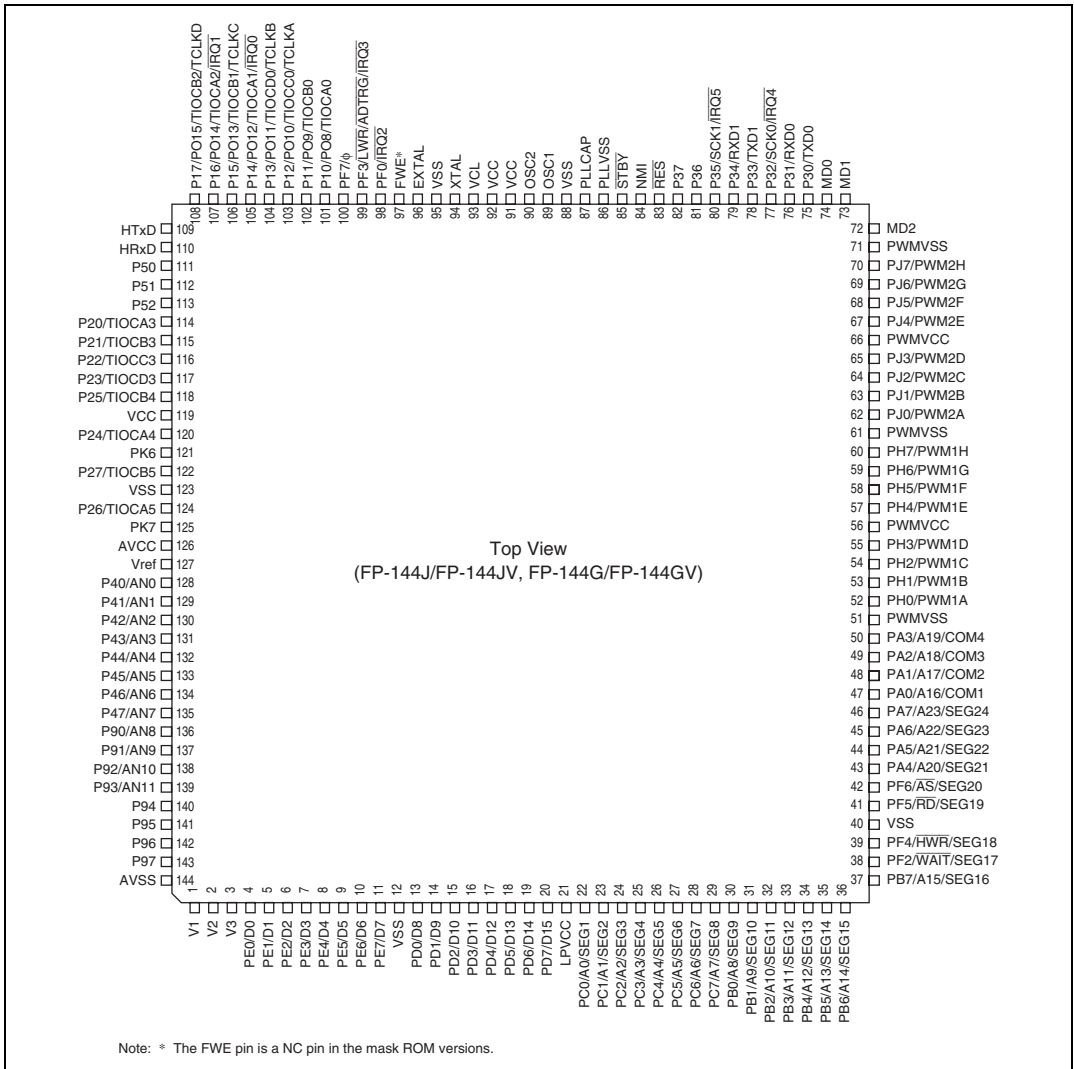 P17/PO15/TIOCB2/TCLKD
P16/PO14/TIOCA2/IRQ1
P15/PO13/TIOCB1/TCLKC
P14/PO12/TIOCA1/IRQ0
P13/PO11/TIOCD0/TCLKB
P12/PO10/TIOCC0/TCLKA
P11/PO9/TIOCB0
P10/PO8/TIOCA0
PF7/ϕ
PF3/LWR/ADTRG/IRQ3
PF0/IRQ2
FWE*
EXTAL
VSS
XTAL
VCL
VCC
VCC
OSC2
OSC1
VSS
PLLCAP
PLLVSS
STBY
NMI
RES
P37
P36
P35/SCK1/IRQ5
P34/RXD1
P33/TXD1
P32/SCK0/IRQ4
P31/RXD0
P30/TXD0
MD0
MD1
108 107 106 105 104 103 102 101 100 99 98 97 96 95 94 93 92 91 90 89 88 87 86 85 84 83 82 81 80 79 78 77 76 75 74 73
HTxD 109
HRxD 110
P50 111
P51 112
P52 113
P20/TIOCA3 114
P21/TIOCB3 115
P22/TIOCC3 116
P23/TIOCD3 117
P25/TIOCB4 118
VCC 119
P24/TIOCA4 120
PK6 121
P27/TIOCB5 122
VSS 123
P26/TIOCA5 124
PK7 125
AVCC 126
Vref 127
P40/AN0 128
P41/AN1 129
P42/AN2 130
P43/AN3 131
P44/AN4 132
P45/AN5 133
P46/AN6 134
P47/AN7 135
P90/AN8 136
P91/AN9 137
P92/AN10 138
P93/AN11 139
P94 140
P95 141
P96 142
P97 143
AVSS 144
Top View
(FP-144J/FP-144JV, FP-144G/FP-144GV)
72 MD2
71 PWMVSS
70 PJ7/PWM2H
69 PJ6/PWM2G
68 PJ5/PWM2F
67 PJ4/PWM2E
66 PWMVCC
65 PJ3/PWM2D
64 PJ2/PWM2C
63 PJ1/PWM2B
62 PJ0/PWM2A
61 PWMVSS
60 PH7/PWM1H
59 PH6/PWM1G
58 PH5/PWM1F
57 PH4/PWM1E
56 PWMVCC
55 PH3/PWM1D
54 PH2/PWM1C
53 PH1/PWM1B
52 PH0/PWM1A
51 PWMVSS
50 PA3/A19/COM4
49 PA2/A18/COM3
48 PA1/A17/COM2
47 PA0/A16/COM1
46 PA7/A23/SEG24
45 PA6/A22/SEG23
44 PA5/A21/SEG22
43 PA4/A20/SEG21
42 PF6/AS/SEG20
41 PF5/RD/SEG19
40 VSS
39 PF4/HWR/SEG18
38 PF2/WAIT/SEG17
37 PB7/A15/SEG16
1 2 3 4 5 6 7 8 9 10 11 12 13 14 15 16 17 18 19 20 21 22 23 24 25 26 27 28 29 30 31 32 33 34 35 36
V1
V2
V3
PE0/D0
PE1/D1
PE2/D2
PE3/D3
PE4/D4
PE5/D5
PE6/D6
PE7/D7
VSS
PD0/D8
PD1/D9
PD2/D10
PD3/D11
PD4/D12
PD5/D13
PD6/D14
PD7/D15
LPVCC
PC0/A0/SEG1
PC1/A1/SEG2
PC2/A2/SEG3
PC3/A3/SEG4
PC4/A4/SEG5
PC5/A5/SEG6
PC6/A6/SEG7
PC7/A7/SEG8
PB0/A8/SEG9
PB1/A9/SEG10
PB2/A10/SEG11
PB3/A11/SEG12
PB4/A12/SEG13
PB5/A13/SEG14
PB6/A14/SEG15
Note: * The FWE pin is a NC pin in the mask ROM versions.